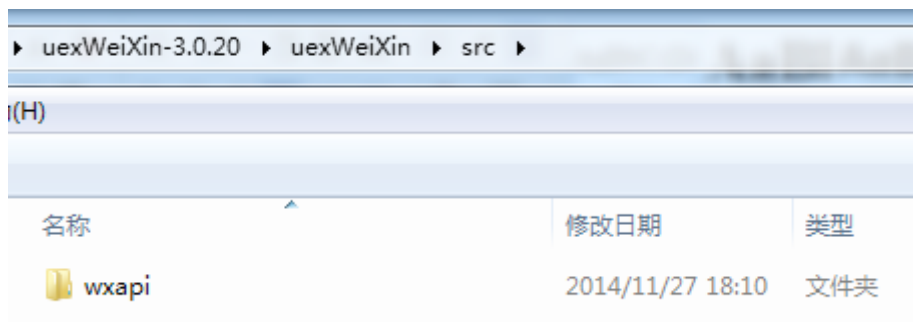 uexWeiXin-3.0.20 ▸ uexWeiXin ▸ src ▸
(H)
名称 修改日期 类型
wxapi 2014/11/27 18:10 文件夹